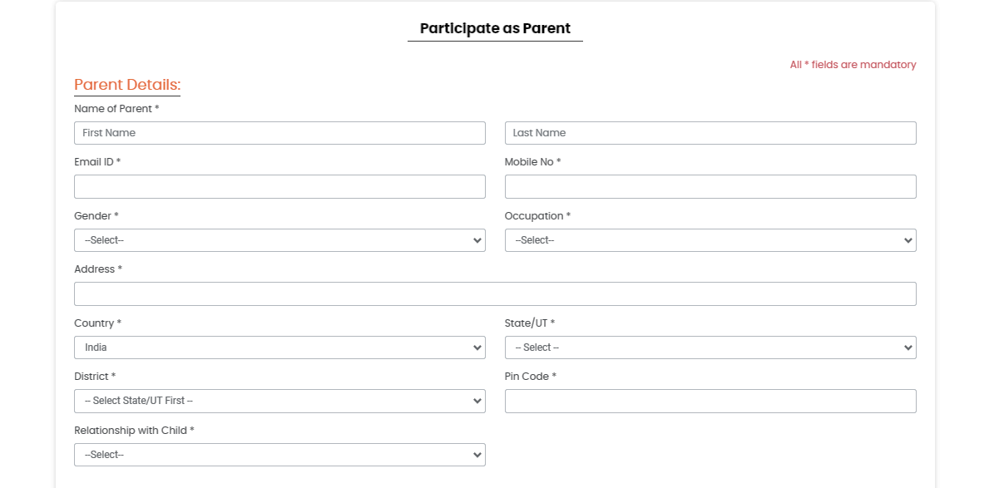 Participate as Parent
All * fields are mandatory
Parent Details:
Name of Parent *
First Name
Last Name
Email ID *
Mobile No *
Gender *
Occupation *
--Select--
--Select--
Address *
Country *
State/UT *
India
-- Select --
District *
Pin Code *
-- Select State/UT First --
Relationship with Child *
--Select--